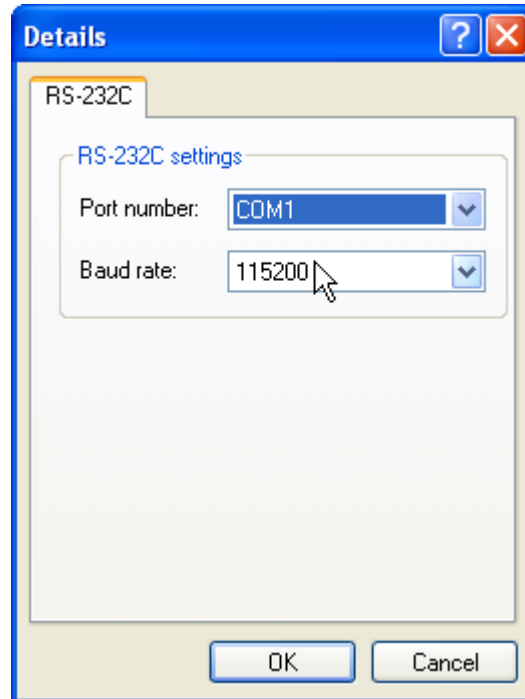 Details
RS-232C
RS-232C settings
Port number: COM1
Baud rate: 115200
OK Cancel